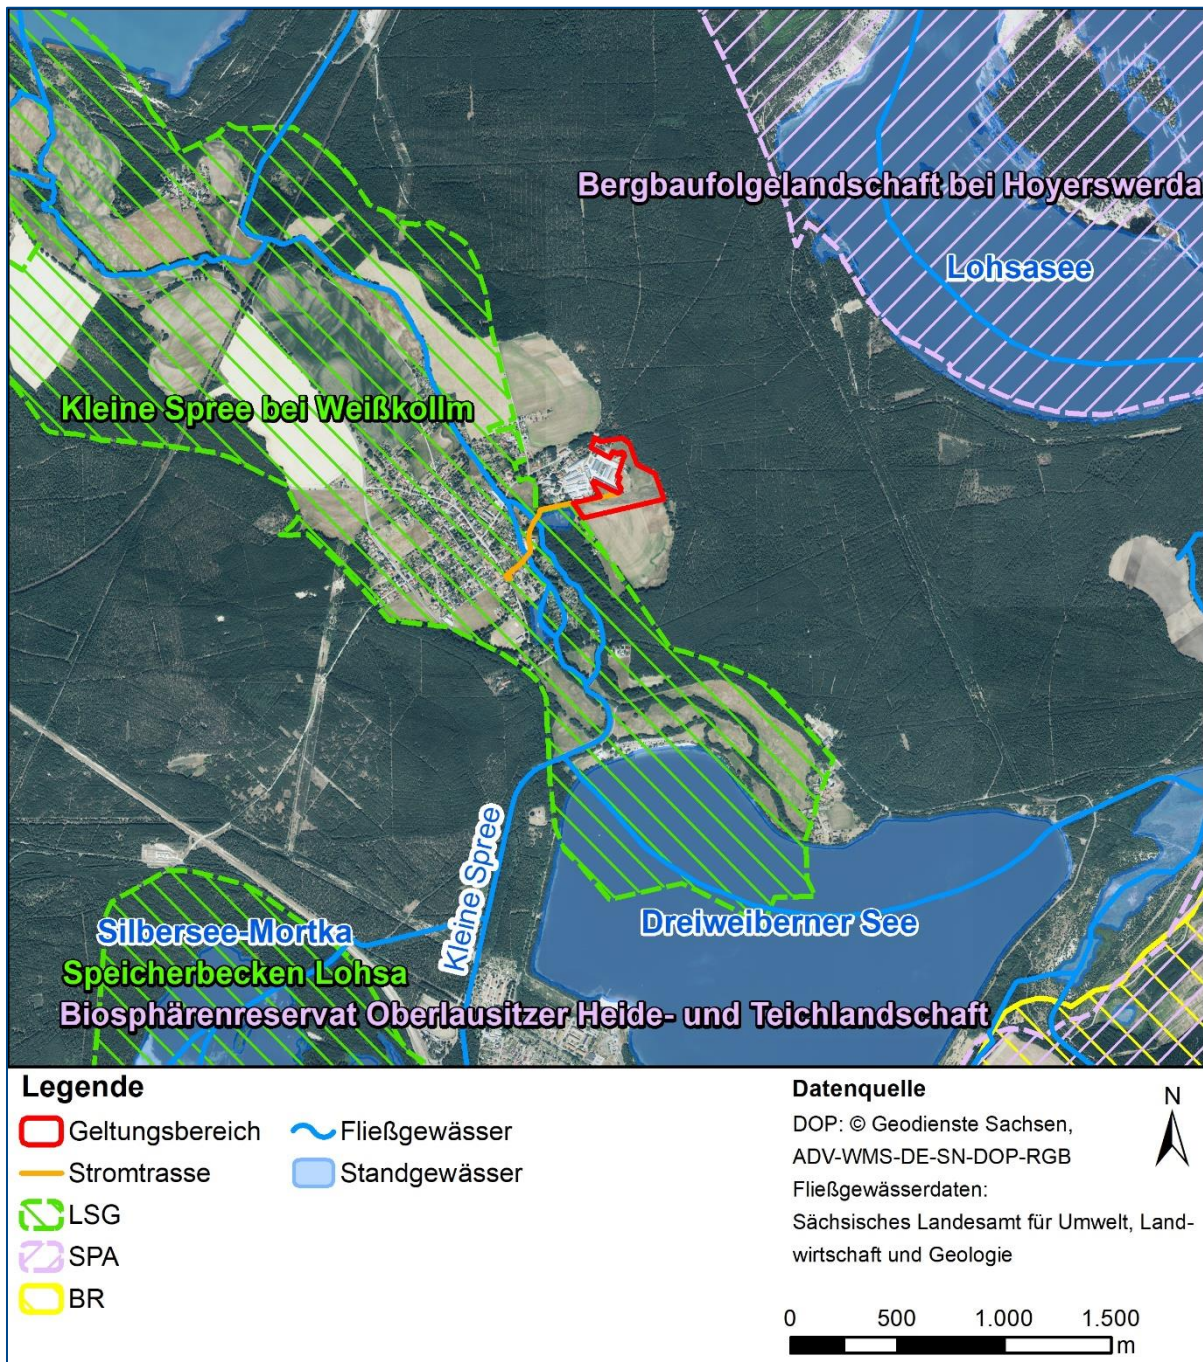 Bergbaufolgelandschaft bei Hoyerswerda
Lohsasee
Kleine Spree bei Weißkollm
Kleine Spree
Silbersee-Mortka
Dreiweiberner See
Speicherbecken Lohsa
Biosphärenreservat Oberlausitzer Heide- und Teichlandschaft
Legende
Geltungsbereich
Stromtrasse
LSG
SPA
BR
Fließgewässer
Standgewässer
Datenquelle
DOP: © Geodienste Sachsen,
ADV-WMS-DE-SN-DOP-RGB
Fließgewässerdaten:
Sächsisches Landesamt für Umwelt, Land-
wirtschaft und Geologie
N
0 500 1.000 1.500
m